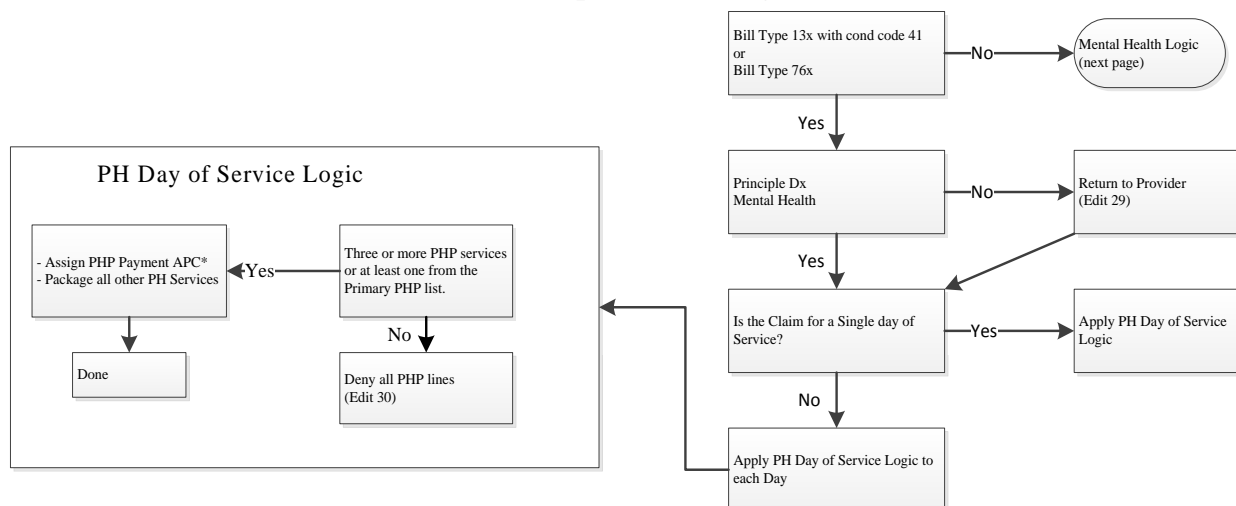 Bill Type 13x with cond code 41
or
Bill Type 76x
No
Mental Health Logic
(next page)
Yes
Principle Dx
Mental Health
No
Return to Provider
(Edit 29)
Yes
Is the Claim for a Single day of
Service?
Yes
Apply PH Day of Service
Logic
No
Apply PH Day of Service Logic to
each Day
PH Day of Service Logic
Three or more PHP services
or at least one from the
Primary PHP list.
Yes
- Assign PHP Payment APC*
- Package all other PH Services
Done
No
Deny all PHP lines
(Edit 30)